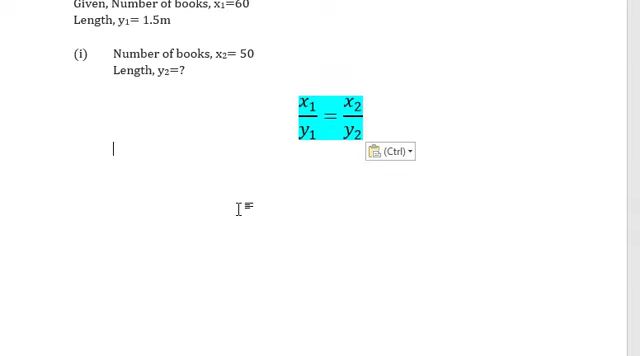 Given, Number of books, x₁=60
Length, y₁= 1.5m
(i) Number of books, x₂= 50
Length, y₂=?
x₁/y₁ = x₂/y₂
(Ctrl)